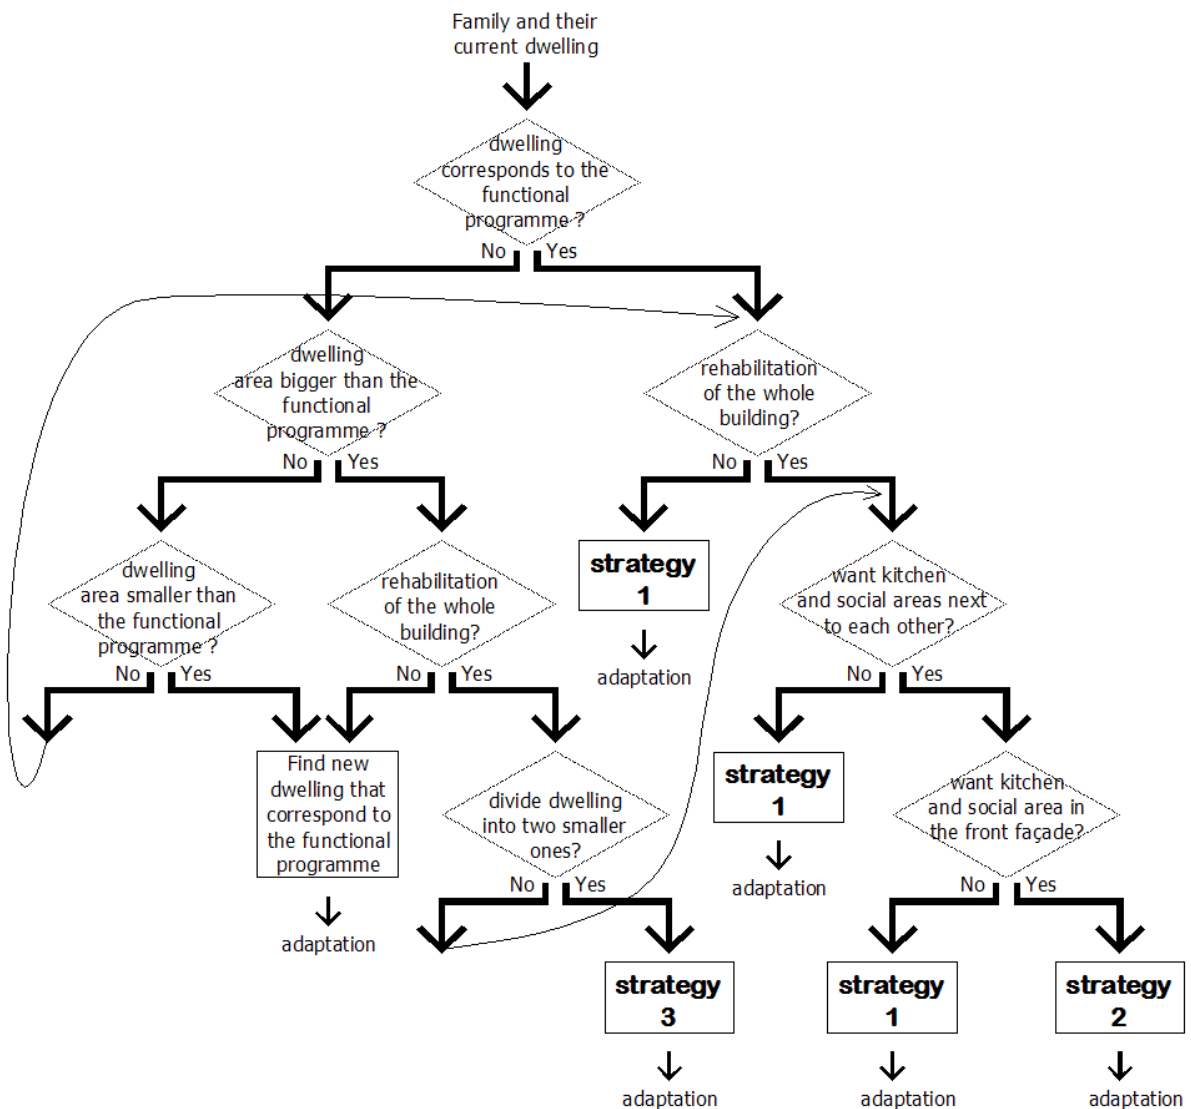 Family and their
current dwelling
dwelling
corresponds to the
functional
programme ?
No
Yes
dwelling
area bigger than the
functional
programme ?
rehabilitation
of the whole
building?
No
Yes
No
Yes
dwelling
area smaller than
the functional
programme ?
rehabilitation
of the whole
building?
strategy
1
adaptation
want kitchen
and social areas next
to each other?
No
Yes
No
Yes
No
Yes
Find new
dwelling that
correspond to
the functional
programme
adaptation
divide dwelling
into two smaller
ones?
strategy
1
adaptation
want kitchen
and social area in
the front façade?
No
Yes
No
Yes
strategy
3
adaptation
strategy
1
adaptation
strategy
2
adaptation